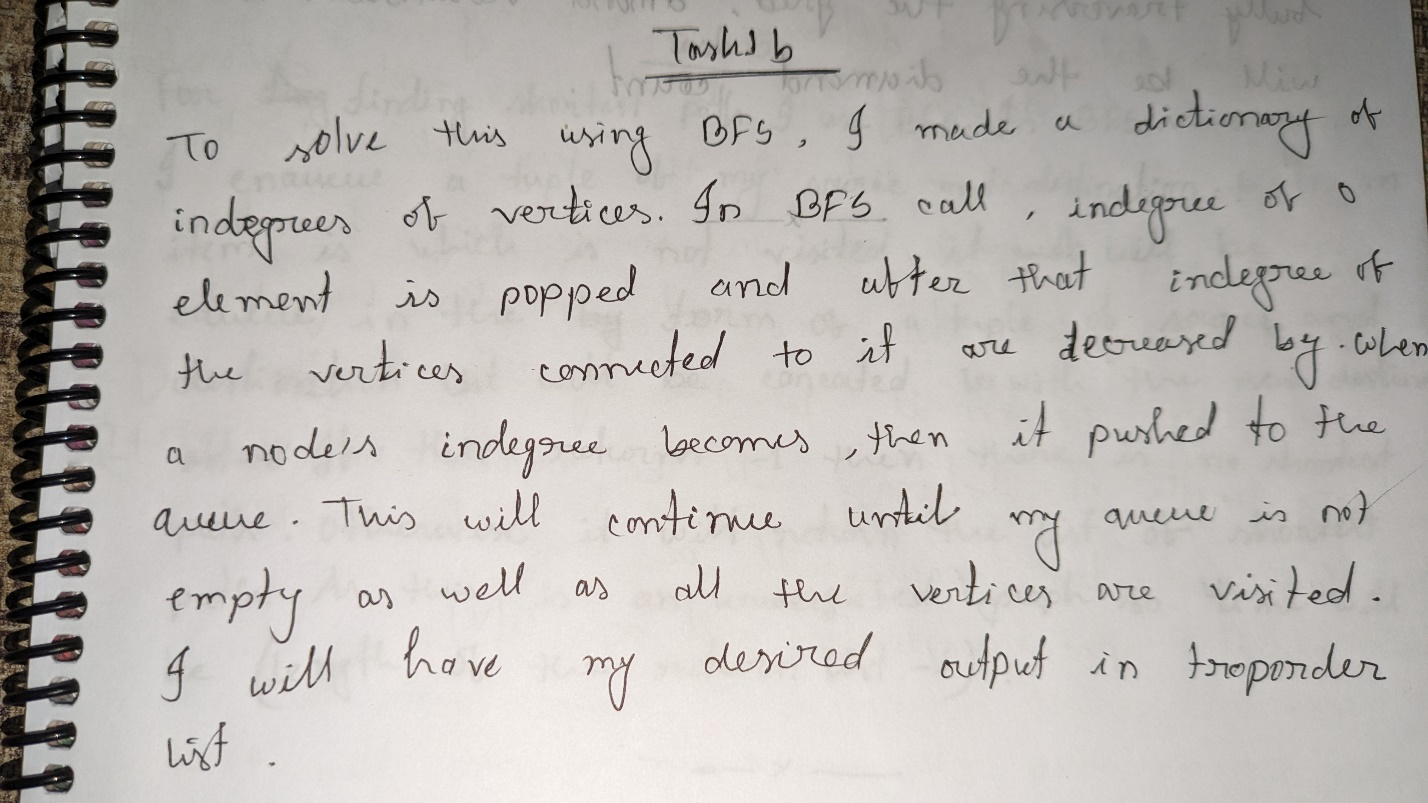 Task1b
To solve this using BFS, I made a dictionary of
indegrees of vertices. In BFS call, indegree of 0
element is popped and after that indegree of
the vertices connected to it are decreased by. When
a node's indegree becomes, then it pushed to the
queue. This will continue until my queue is not
empty as well as all the vertices are visited.
I will have my desired output in troporder
list.